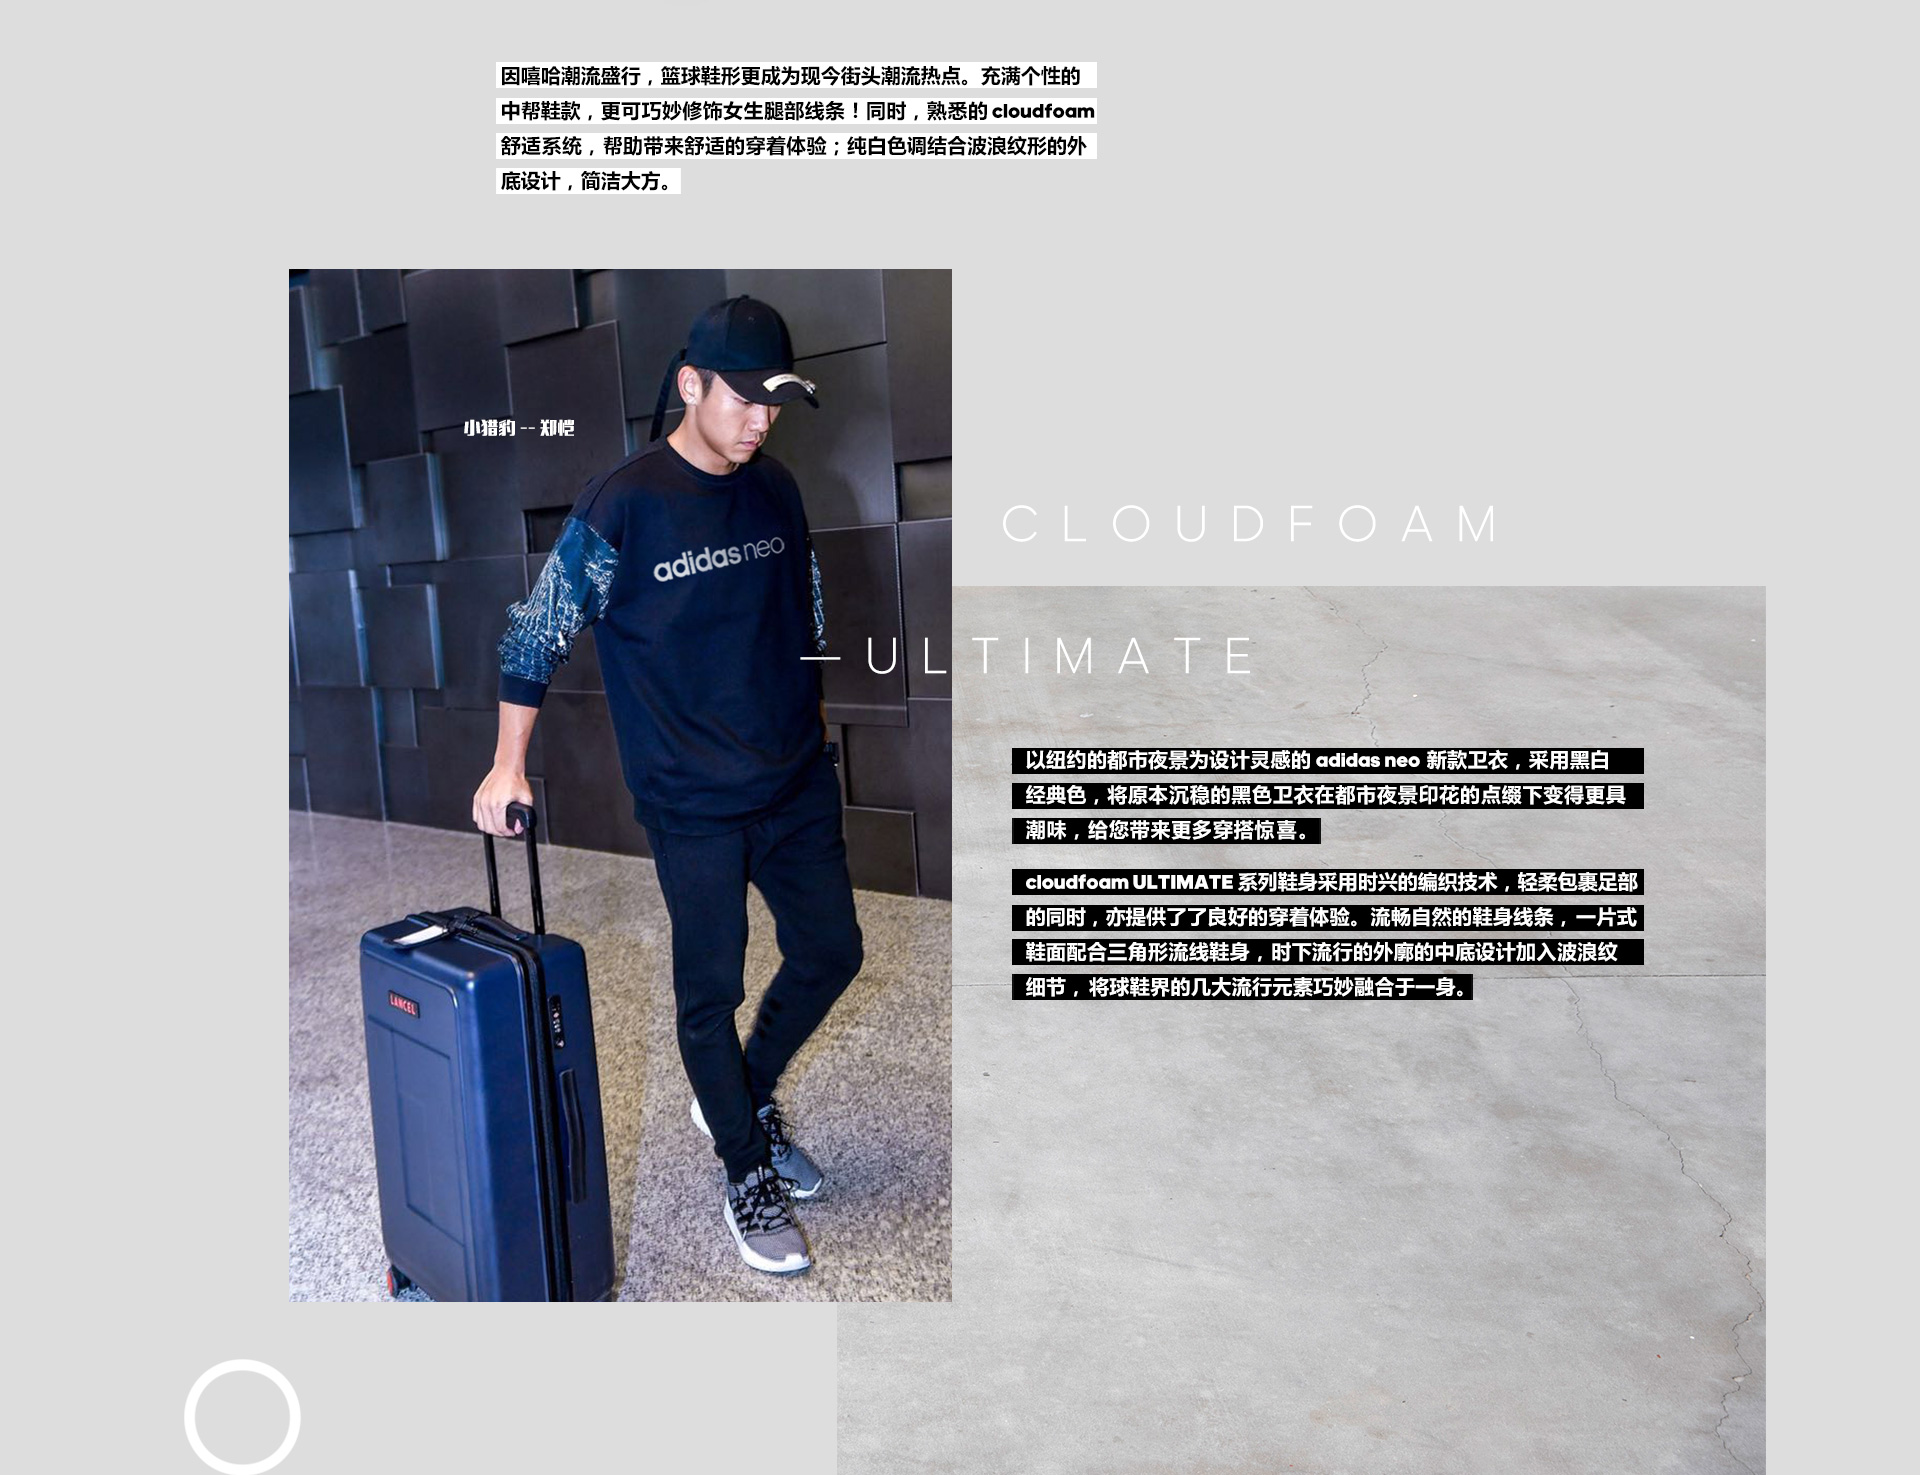 因嘻哈潮流盛行，篮球鞋形更成为现今街头潮流热点。充满个性的
中帮鞋款，更可巧妙修饰女生腿部线条！同时，熟悉的 cloudfoam
舒适系统，帮助带来舒适的穿着体验；纯白色调结合波浪纹形的外
底设计，简洁大方。
小猎豹 -- 郑恺
adidas neo
LANCEL
CLOUDFOAM
—ULTIMATE
以纽约的都市夜景为设计灵感的 adidas neo 新款卫衣，采用黑白
经典色，将原本沉稳的黑色卫衣在都市夜景印花的点缀下变得更具
潮味，给您带来更多穿搭惊喜。
cloudfoam ULTIMATE 系列鞋身采用时兴的编织技术，轻柔包裹足部
的同时，亦提供了了良好的穿着体验。流畅自然的鞋身线条，一片式
鞋面配合三角形流线鞋身，时下流行的外廓的中底设计加入波浪纹
细节，将球鞋界的几大流行元素巧妙融合于一身。